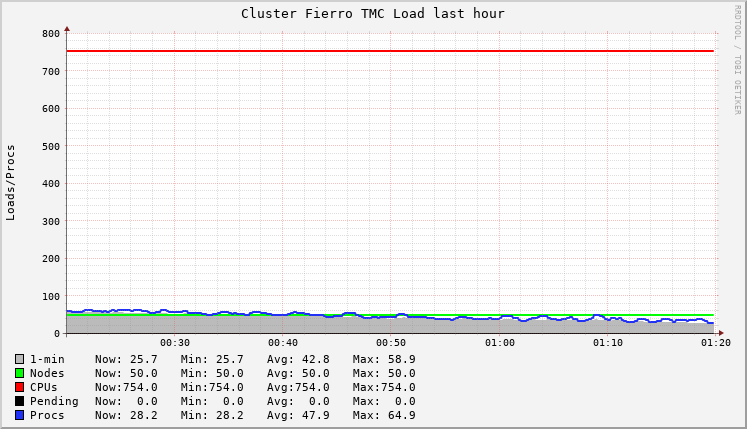 Cluster Fierro TMC Load last hour
RRDTOOL / TOBI OETIKER
Loads/Procs
800
700
600
500
400
300
200
100
0
00:30 00:40 00:50 01:00 01:10 01:20
1-min Now: 25.7 Min: 25.7 Avg: 42.8 Max: 58.9
Nodes Now: 50.0 Min: 50.0 Avg: 50.0 Max: 50.0
CPUs Now:754.0 Min:754.0 Avg:754.0 Max:754.0
Pending Now: 0.0 Min: 0.0 Avg: 0.0 Max: 0.0
Procs Now: 28.2 Min: 28.2 Avg: 47.9 Max: 64.9